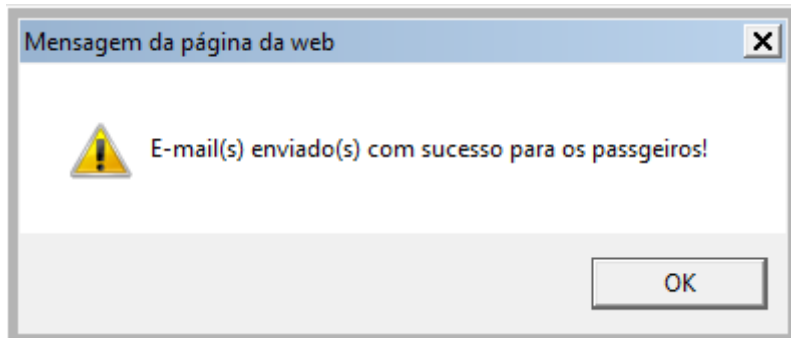 Mensagem da página da web
E-mail(s) enviado(s) com sucesso para os passgeiros!
OK